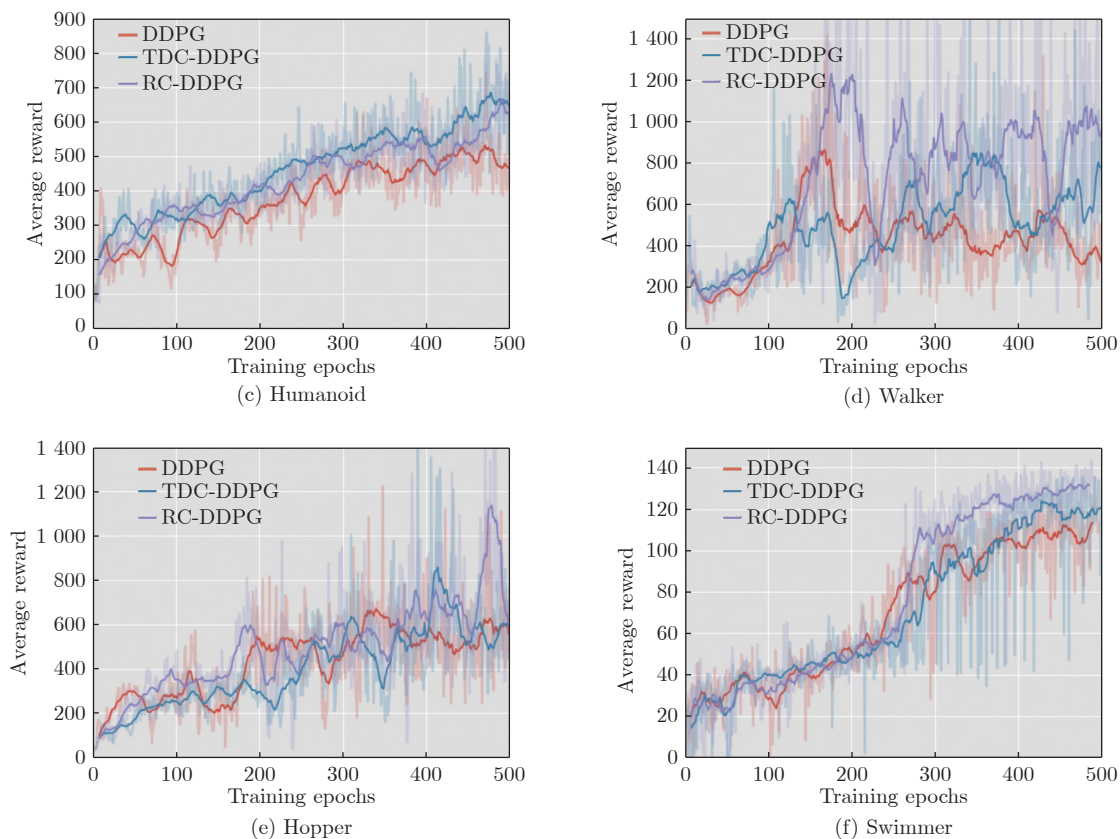 900
800
700
600
500
400
300
200
100
0
Average reward
DDPG
TDC-DDPG
RC-DDPG
0 100 200 300 400 500
Training epochs
(c) Humanoid
1 400
1 200
1 000
800
600
400
200
0
Average reward
DDPG
TDC-DDPG
RC-DDPG
0 100 200 300 400 500
Training epochs
(d) Walker
1 400
1 200
1 000
800
600
400
200
0
Average reward
DDPG
TDC-DDPG
RC-DDPG
0 100 200 300 400 500
Training epochs
(e) Hopper
140
120
100
80
60
40
20
0
Average reward
DDPG
TDC-DDPG
RC-DDPG
0 100 200 300 400 500
Training epochs
(f) Swimmer